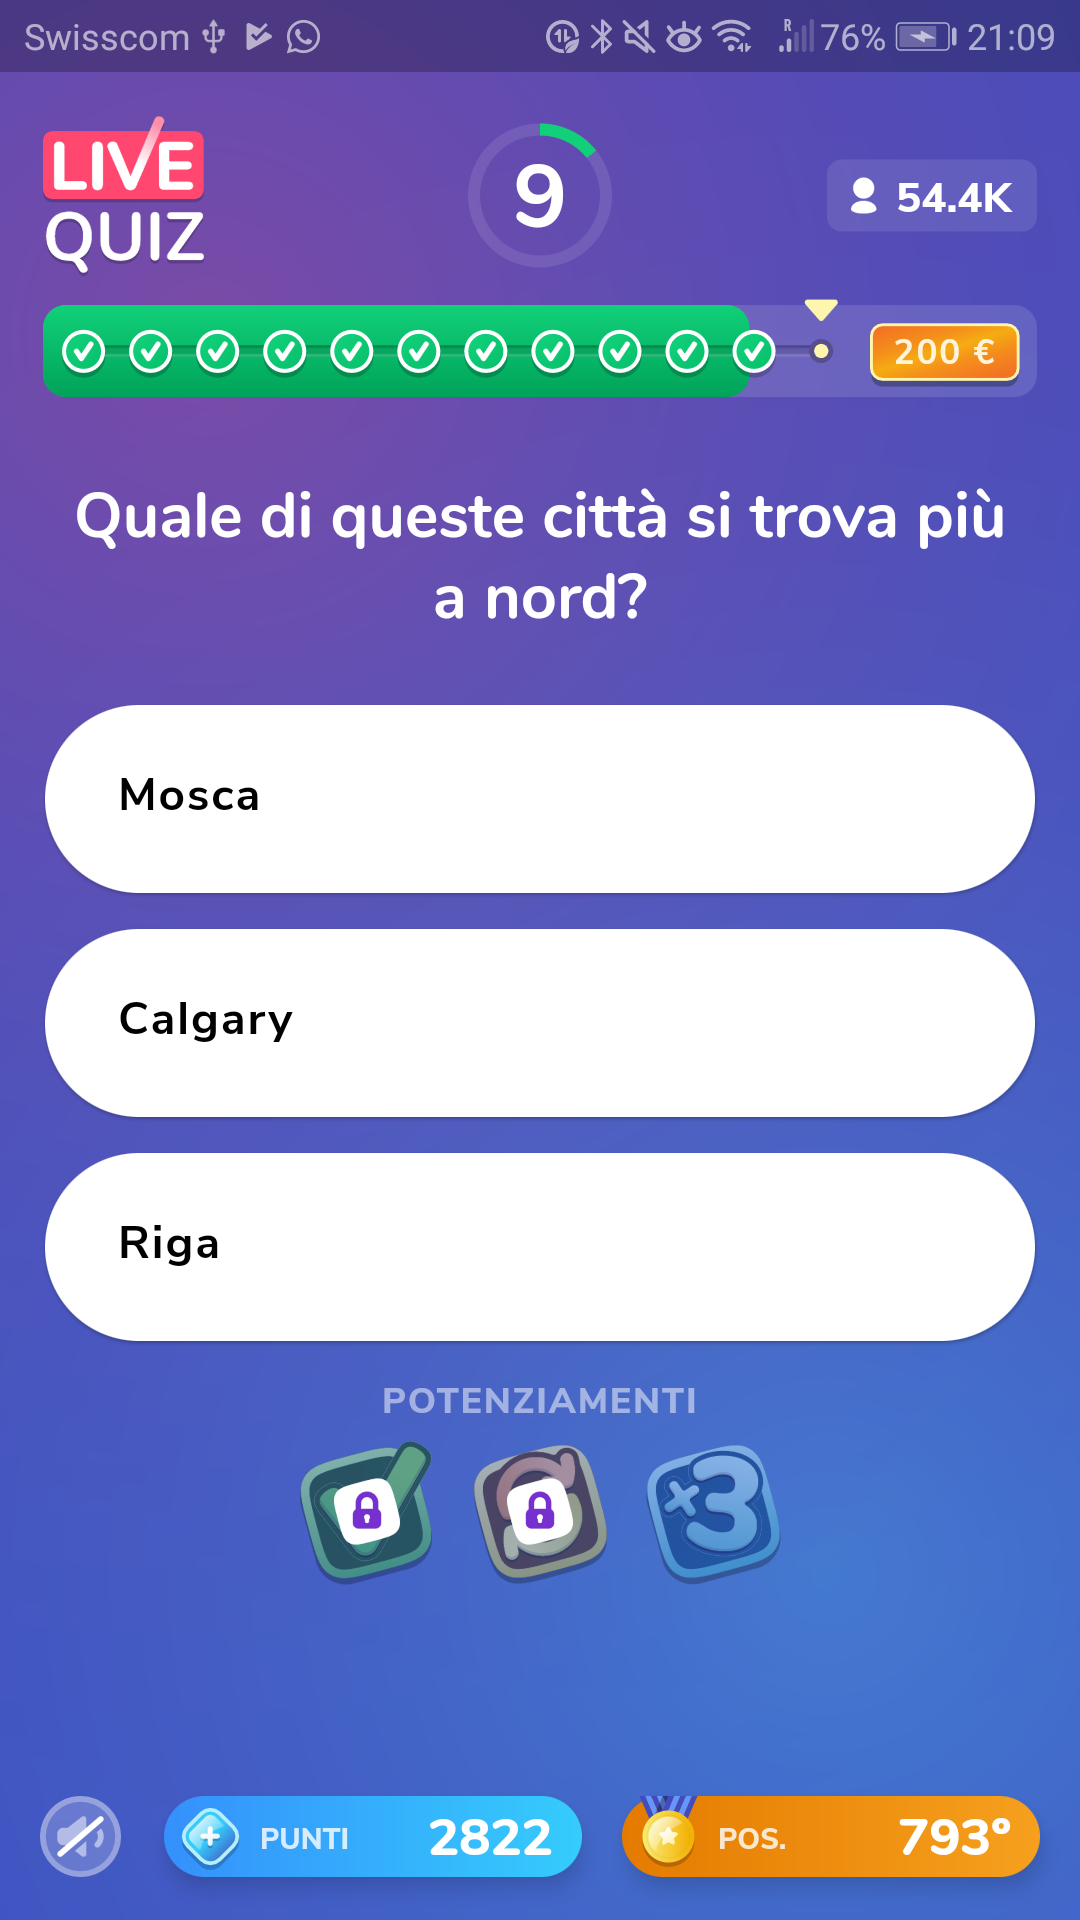 Swisscom R 76% 21:09
LIVE
QUIZ
9
54.4K
200 €
Quale di queste città si trova più
a nord?
Mosca
Calgary
Riga
POTENZIAMENTI
×3
PUNTI 2822
POS. 793°